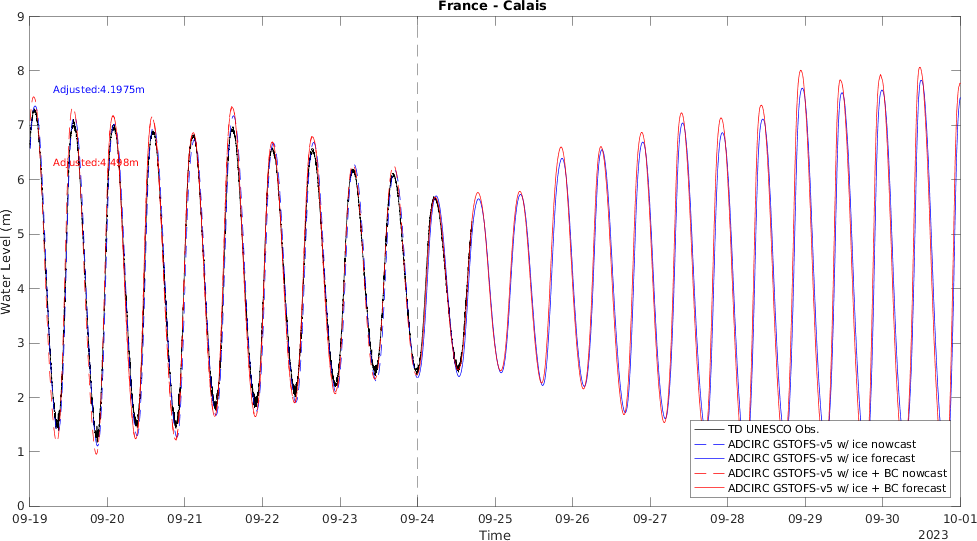 France - Calais
9
8
7
6
5
4
3
2
1
0
Water Level (m)
Adjusted:4.1975m
Adjusted:4.498m
TD UNESCO Obs.
ADCIRC GSTOFS-v5 w/ ice nowcast
ADCIRC GSTOFS-v5 w/ ice forecast
ADCIRC GSTOFS-v5 w/ ice + BC nowcast
ADCIRC GSTOFS-v5 w/ ice + BC forecast
09-19 09-20 09-21 09-22 09-23 09-24 09-25 09-26 09-27 09-28 09-29 09-30 10-01
Time
2023